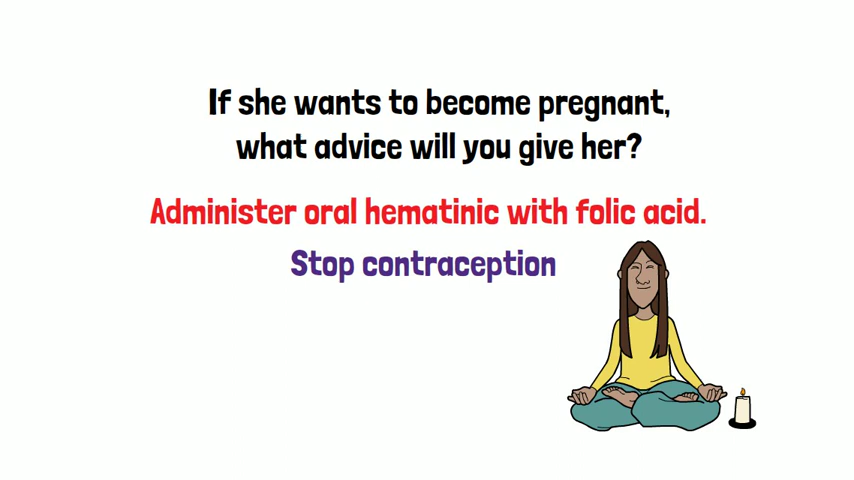 If she wants to become pregnant,
what advice will you give her?
Administer oral hematinic with folic acid.
Stop contraception